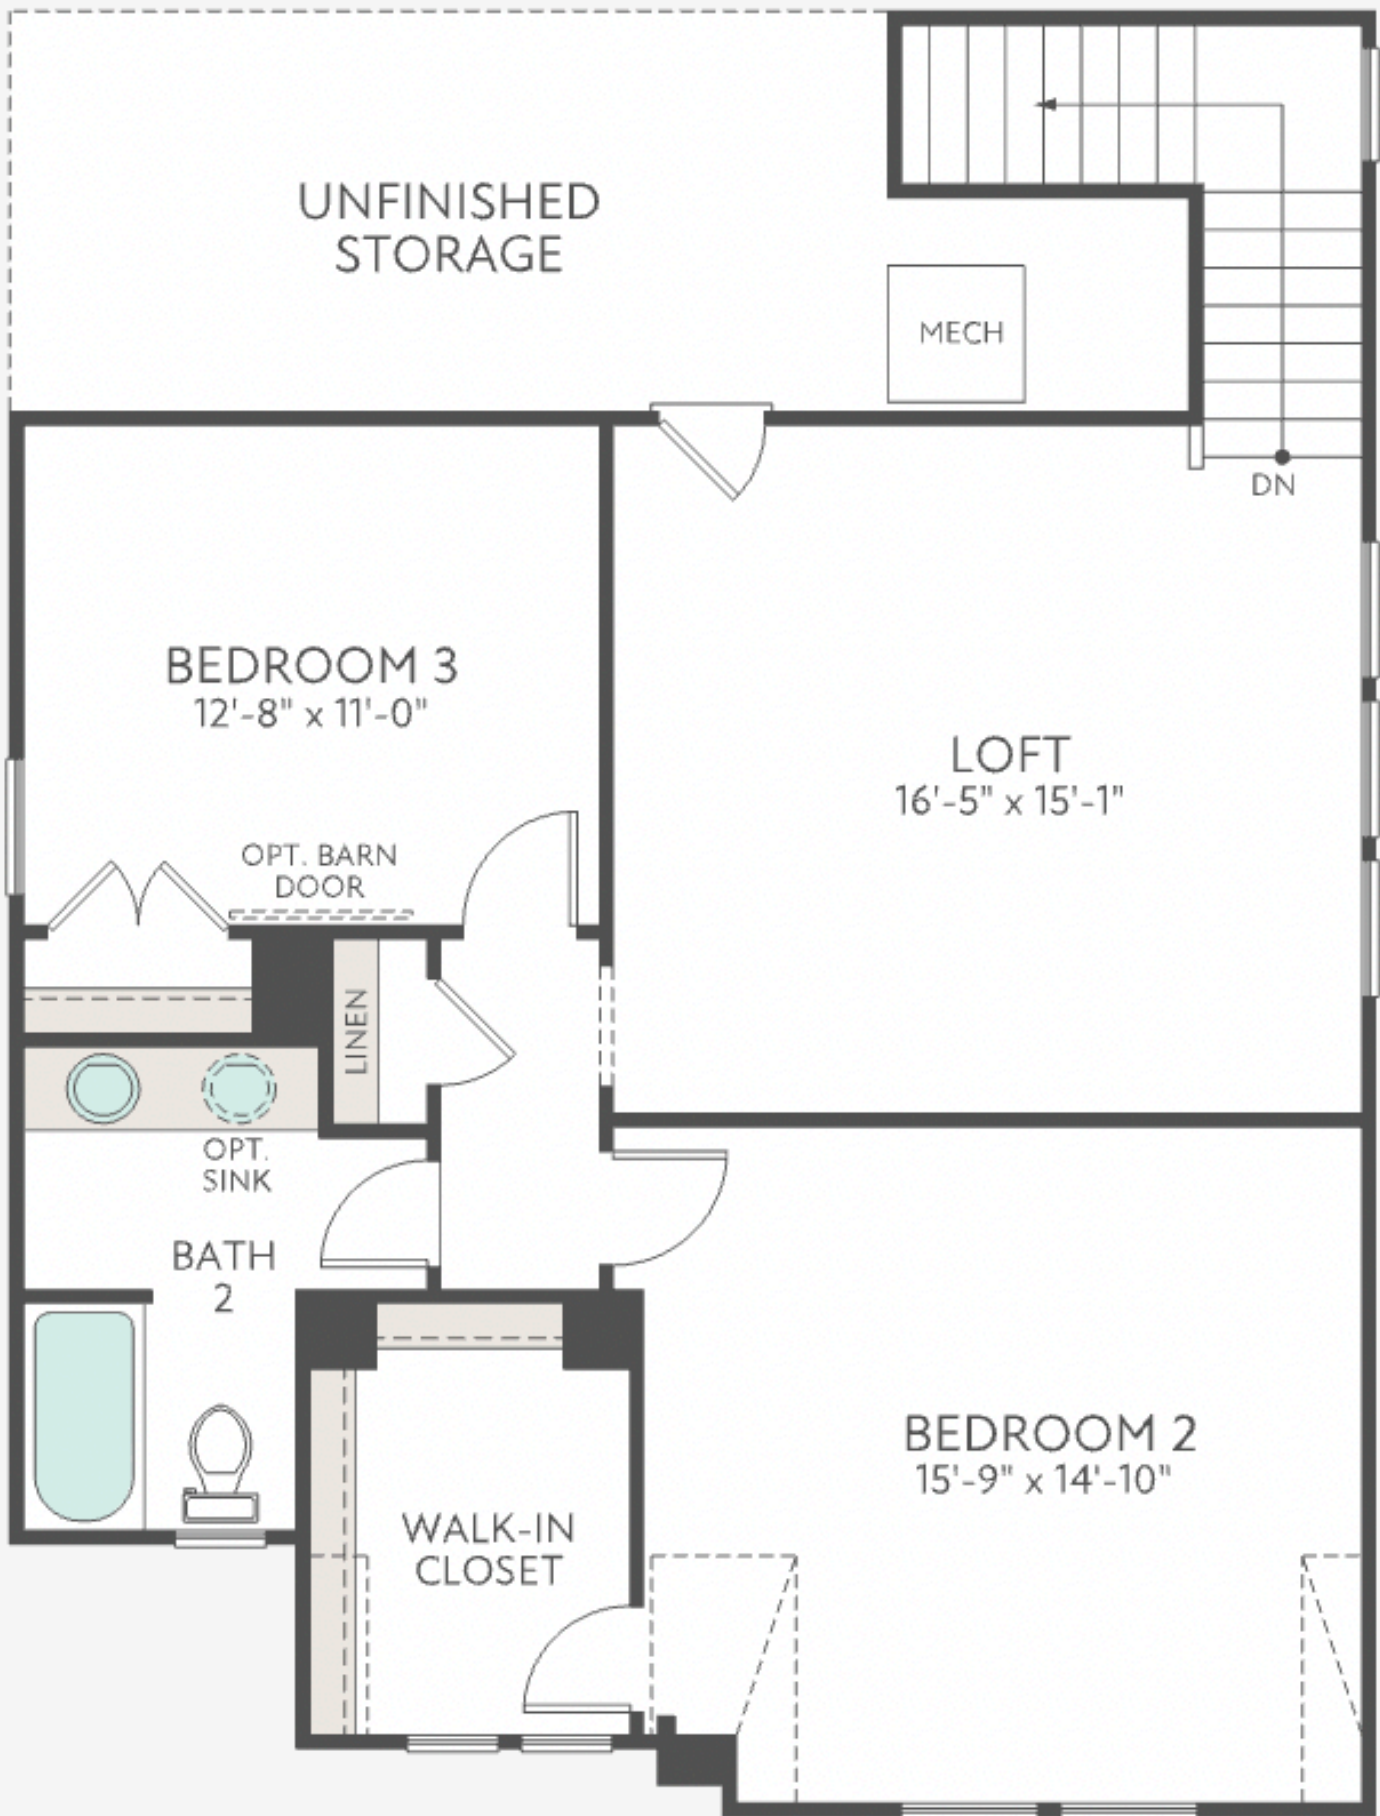 UNFINISHED
STORAGE
MECH
DN
BEDROOM 3
12'-8" x 11'-0"
LOFT
16'-5" x 15'-1"
OPT. BARN
DOOR
LINEN
OPT.
SINK
BATH
2
BEDROOM 2
15'-9" x 14'-10"
WALK-IN
CLOSET